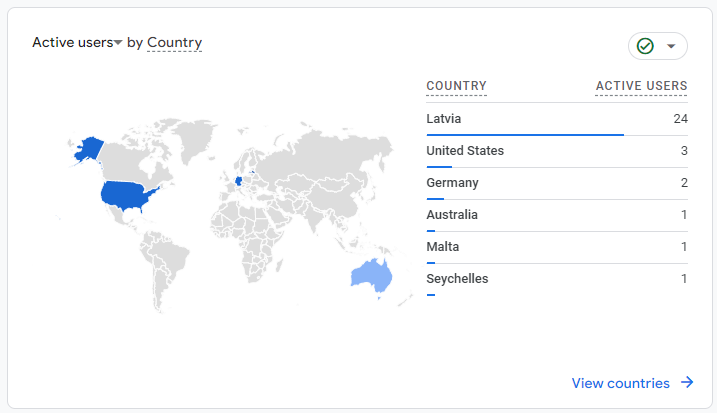 Active users by Country
COUNTRY ACTIVE USERS
Latvia 24
United States 3
Germany 2
Australia 1
Malta 1
Seychelles 1
View countries